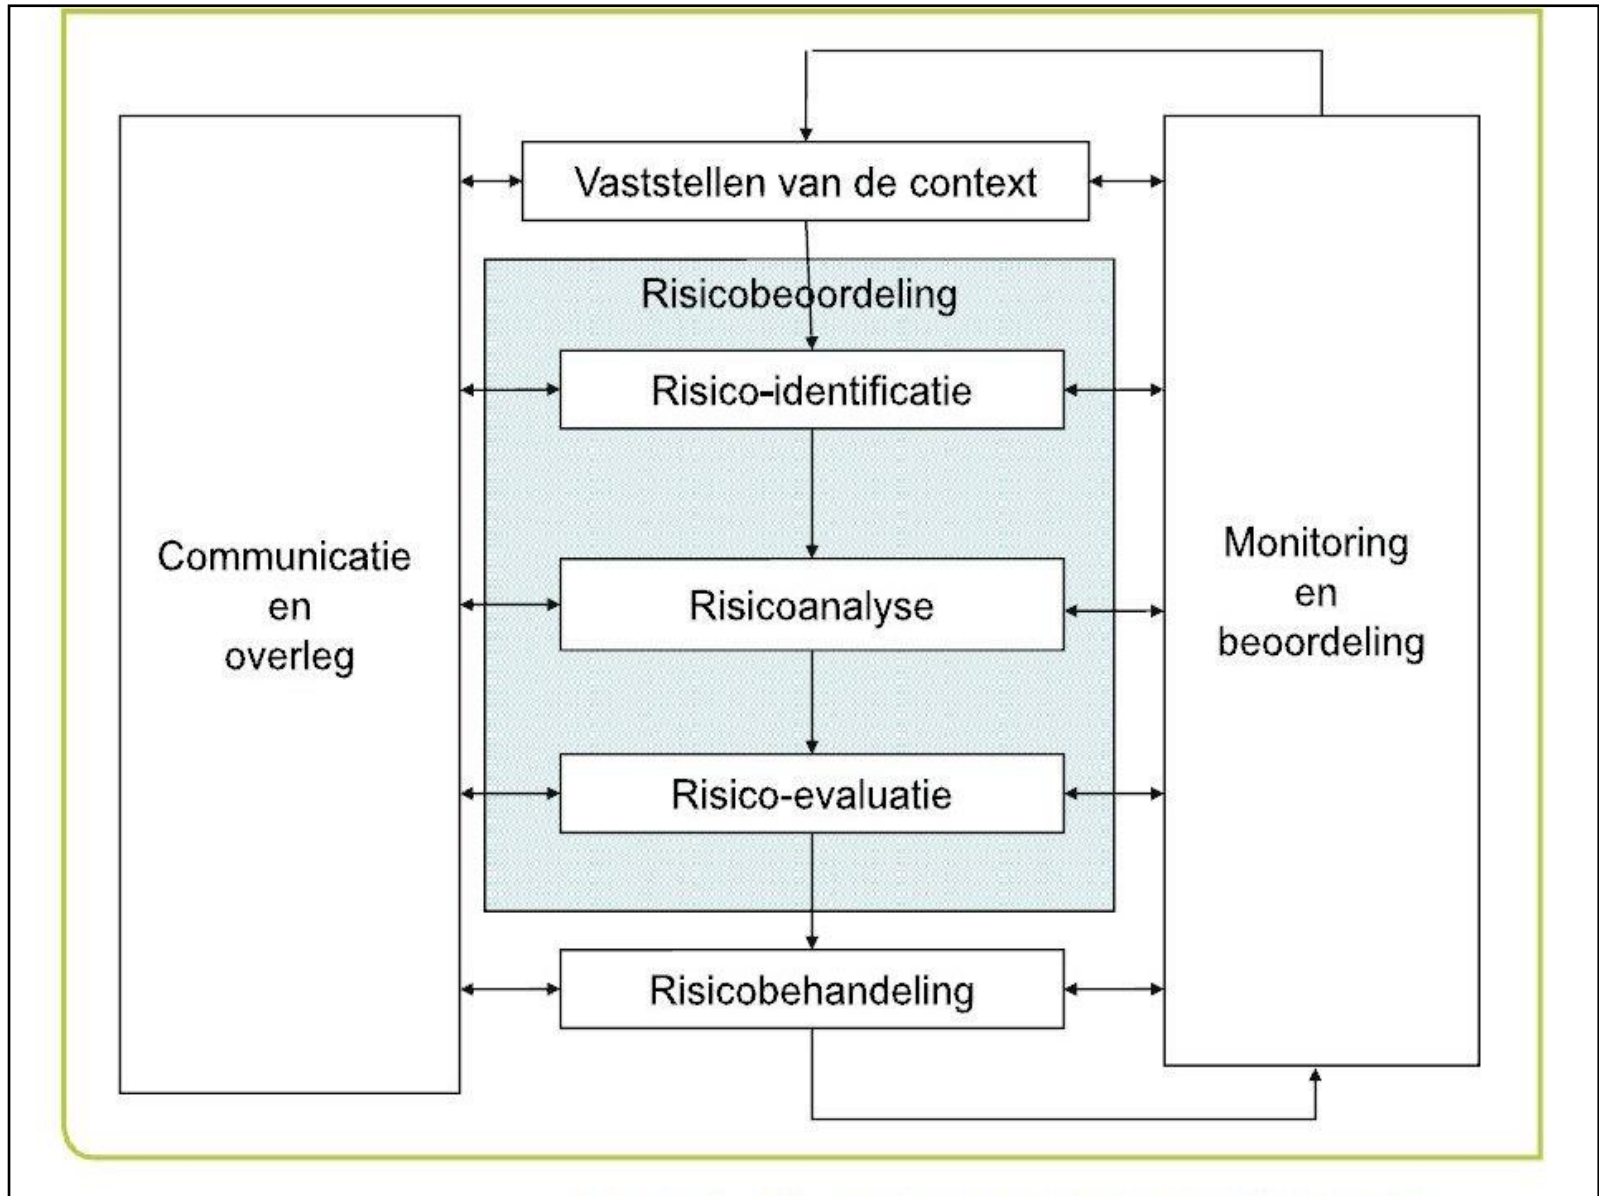 Vaststellen van de context
Risicobeoordeling
Risico-identificatie
Communicatie
en
overleg
Risicoanalyse
Monitoring
en
beoordeling
Risico-evaluatie
Risicobehandeling